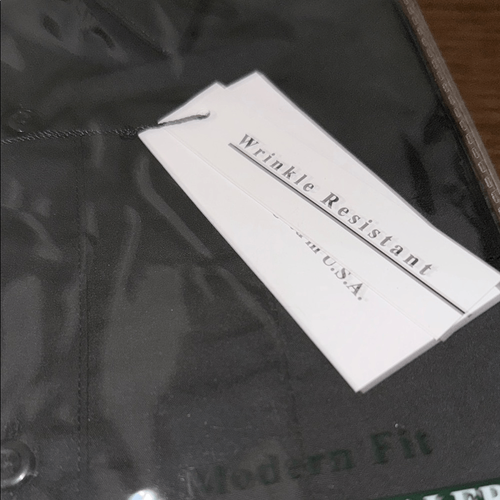 Wrinkle Resistant
U.S.A.
Modern Fit